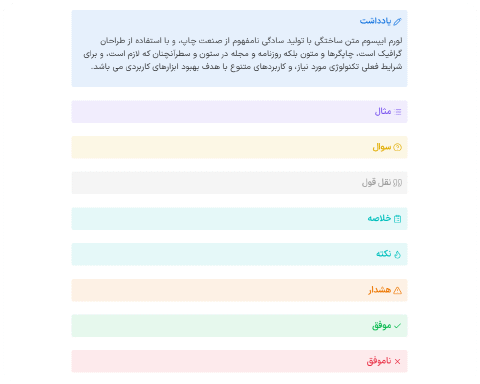 یادداشت
لورم ایپسوم متن ساختگی با تولید سادگی نامفهوم از صنعت چاپ، و با استفاده از طراحان
گرافیک است، چاپگرها و متون بلکه روزنامه و مجله در ستون و سطرآنچنان که لازم است، و برای
شرایط فعلی تکنولوژی مورد نیاز، و کاربردهای متنوع با هدف بهبود ابزارهای کاربردی می باشد.
مثال
سوال
نقل قول
خلاصه
نکته
هشدار
موفق
ناموفق